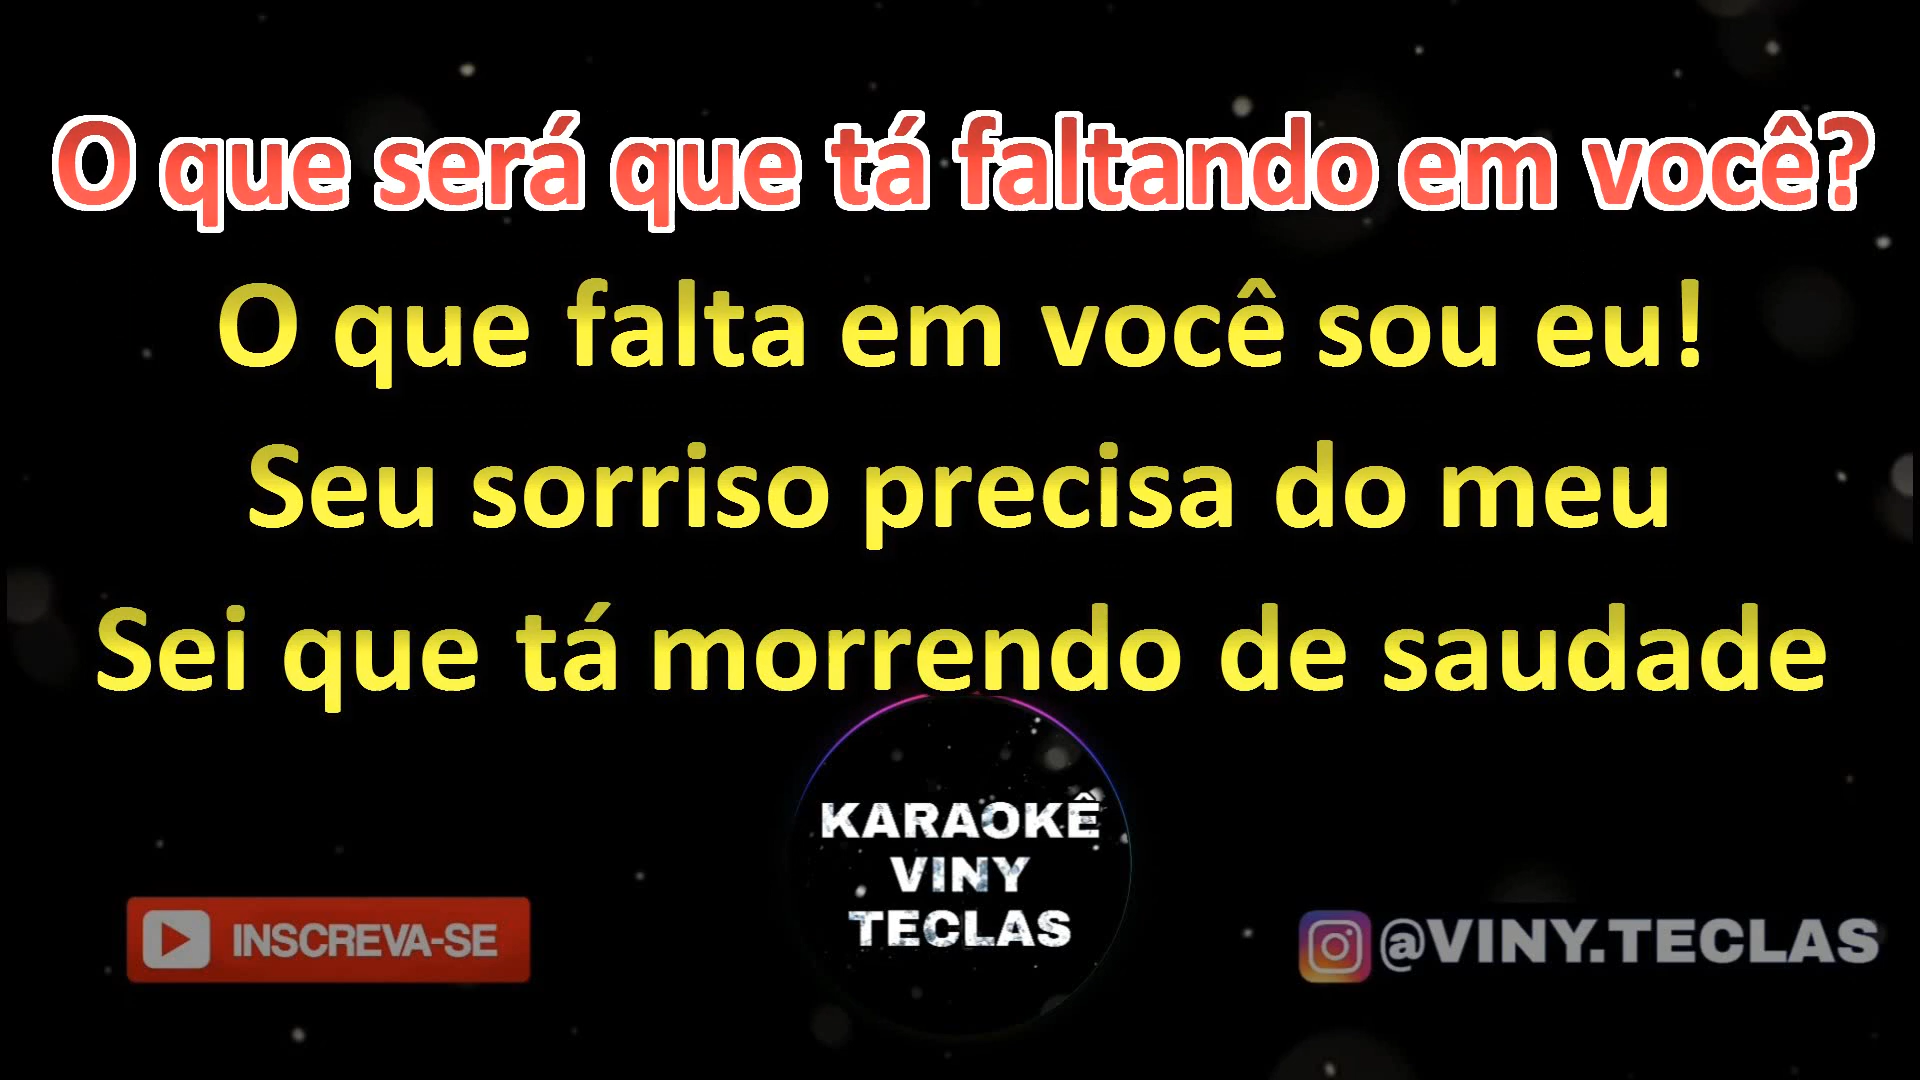 O que será que tá faltando em você?
O que falta em você sou eu!
Seu sorriso precisa do meu
Sei que tá morrendo de saudade
KARAOKÊ
VINY
TECLAS
INSCREVA-SE
@VINY.TECLAS